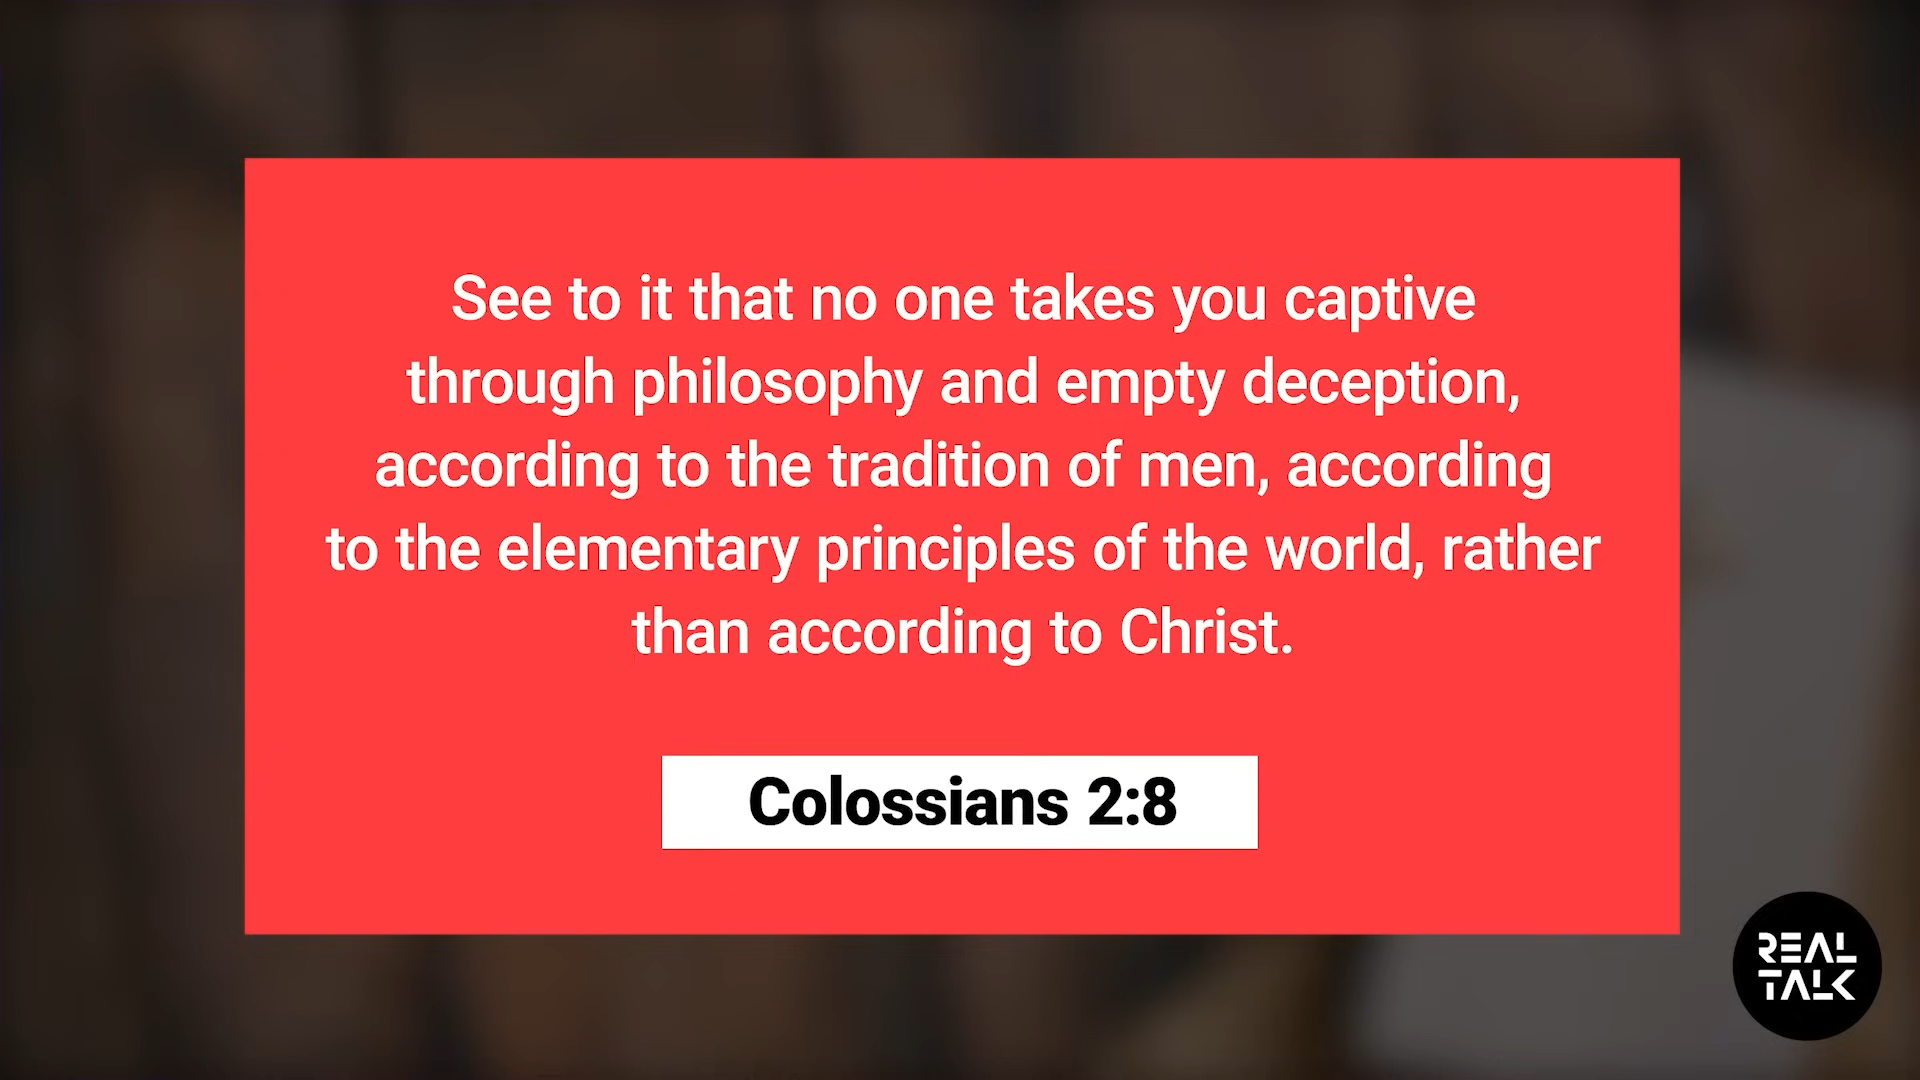 See to it that no one takes you captive
through philosophy and empty deception,
according to the tradition of men, according
to the elementary principles of the world, rather
than according to Christ.
Colossians 2:8
REAL
TALK